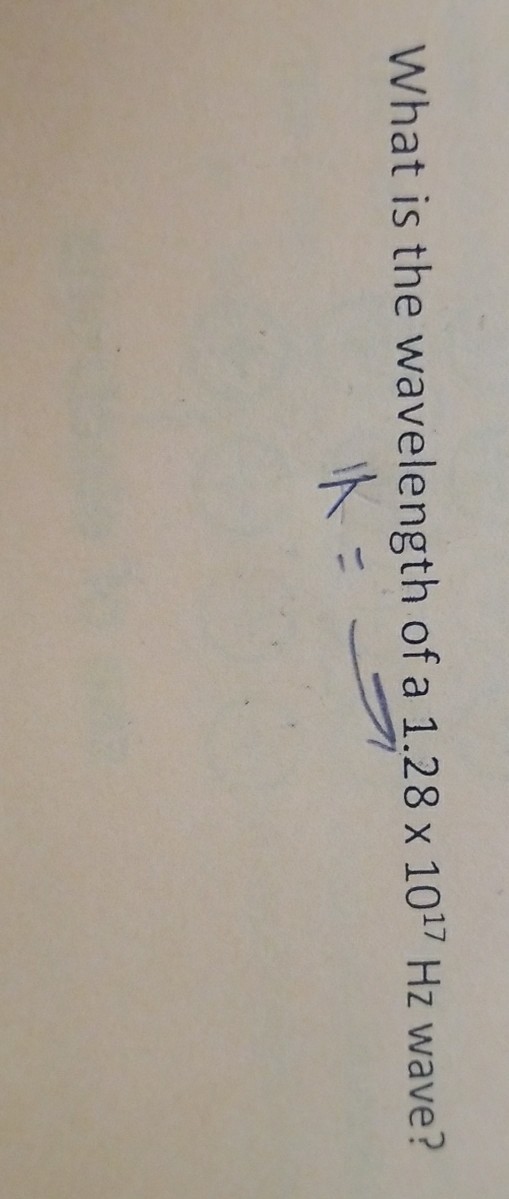 What is the wavelength of a 1.28 x 10¹⁷ Hz wave?